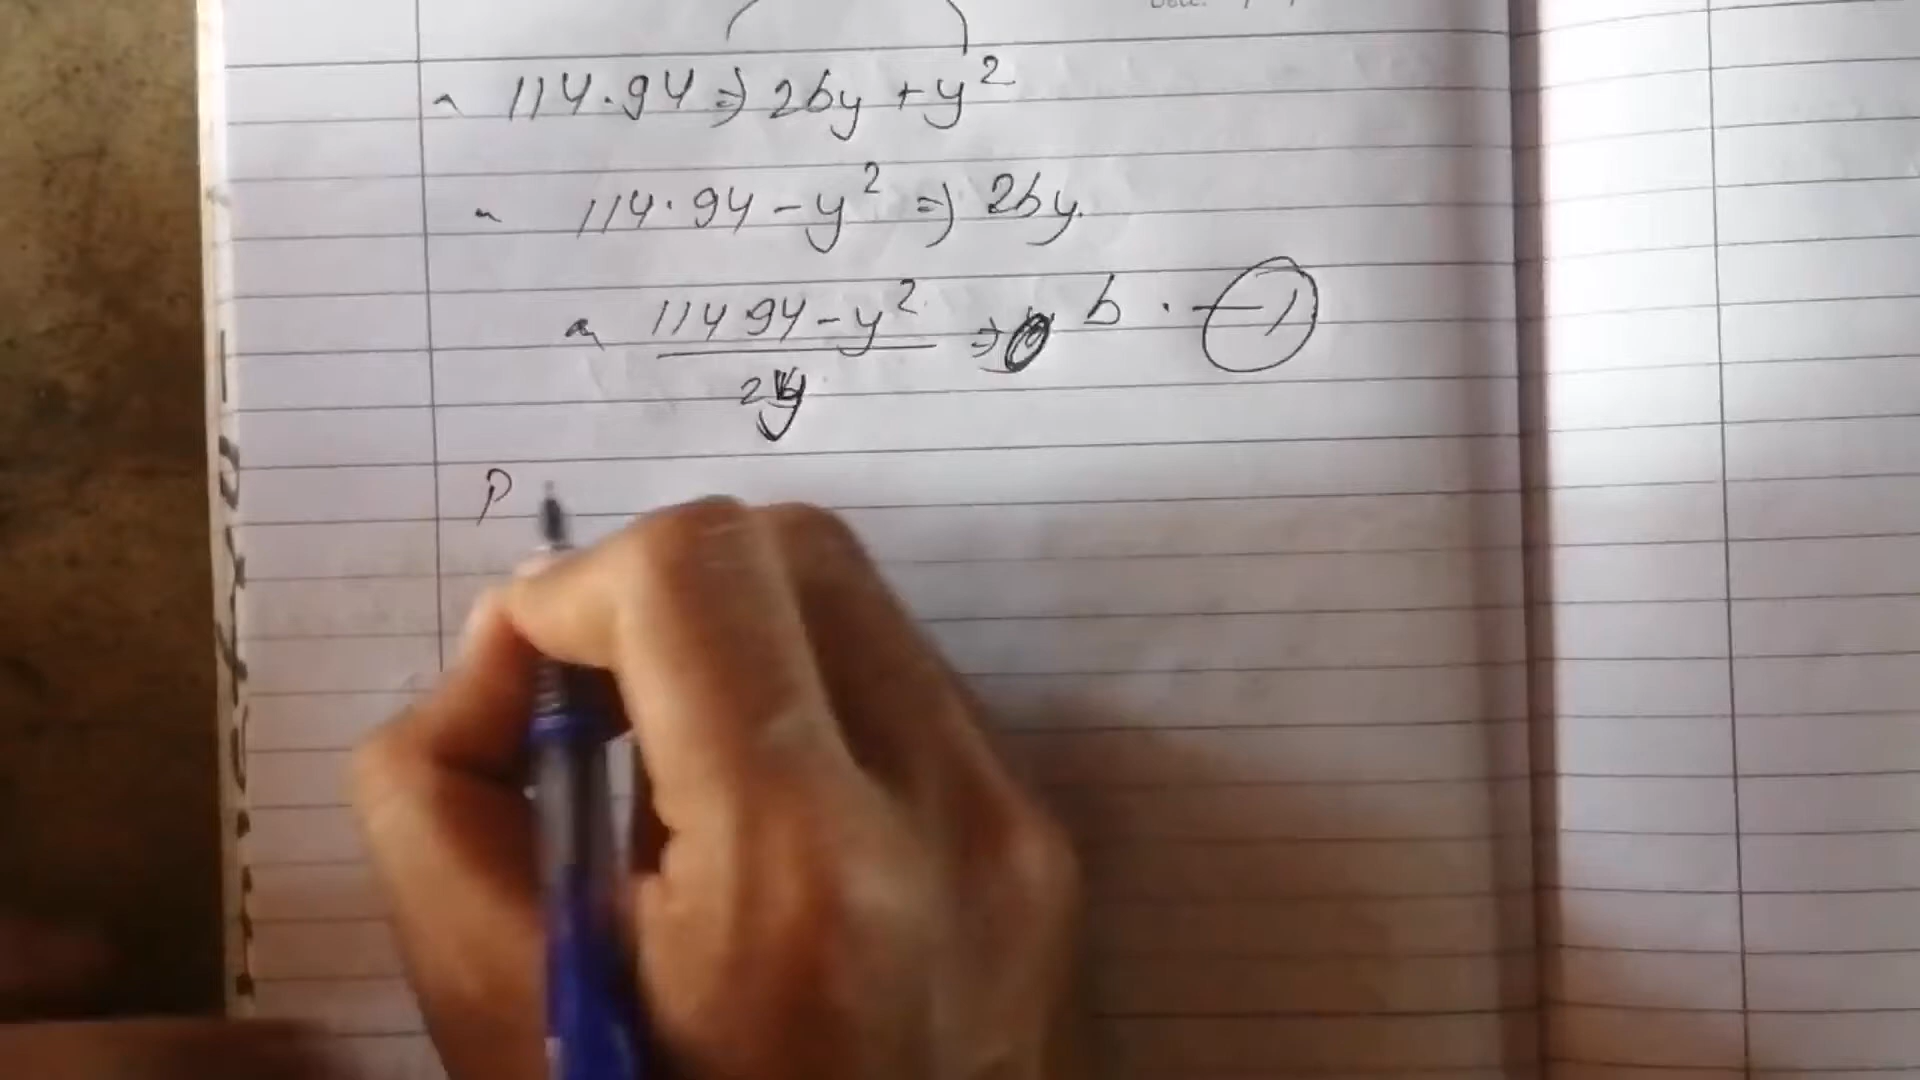 114.94 => 2by + y²
114.94 - y² => 2by.
114.94 - y² / 2y => b. - 1
P